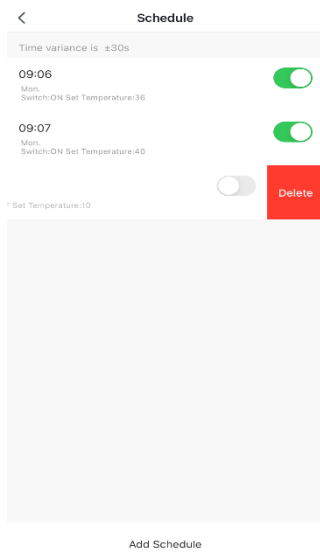 Schedule
Time variance is ±30s
09:06
Mon.
Switch:ON Set Temperature:36
09:07
Mon.
Switch:ON Set Temperature:40
Delete
Set Temperature:10
Add Schedule